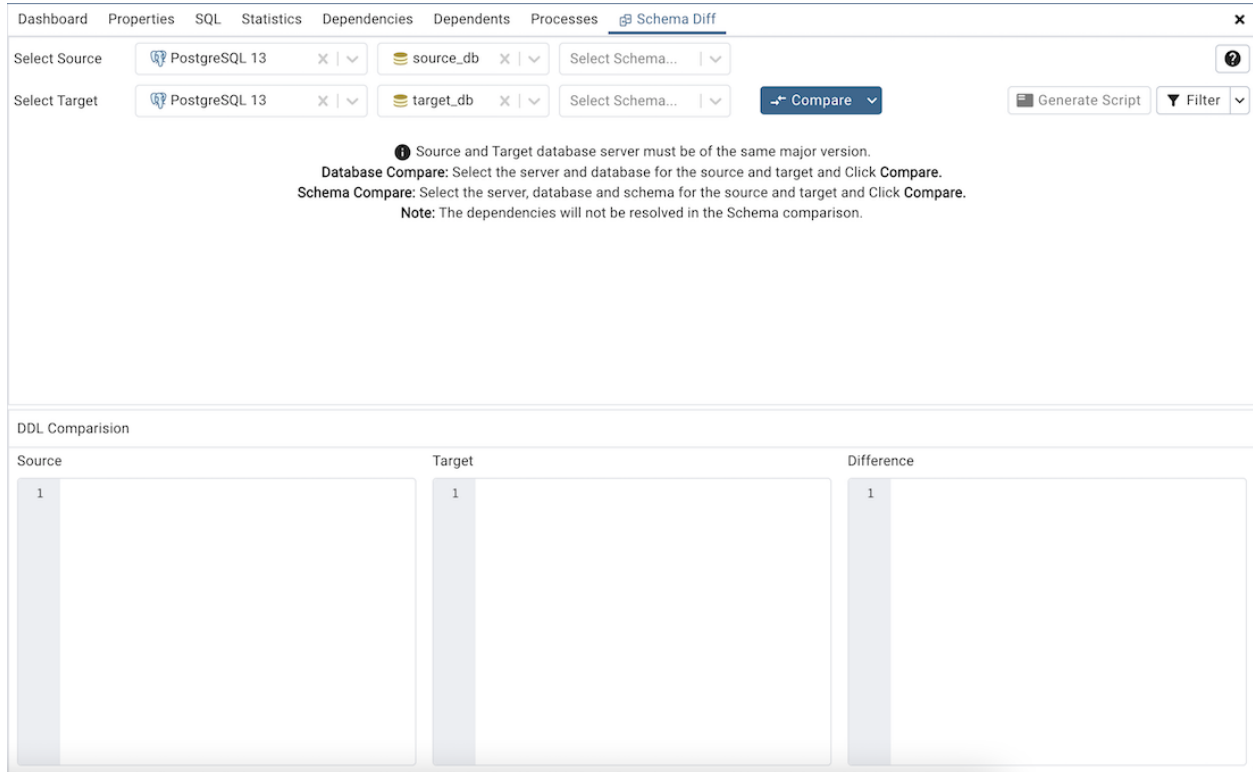 Dashboard Properties SQL Statistics Dependencies Dependents Processes Schema Diff
Select Source PostgreSQL 13 source_db Select Schema...
Select Target PostgreSQL 13 target_db Select Schema... Compare Generate Script Filter
Source and Target database server must be of the same major version.
Database Compare: Select the server and database for the source and target and Click Compare.
Schema Compare: Select the server, database and schema for the source and target and Click Compare.
Note: The dependencies will not be resolved in the Schema comparison.
DDL Comparision
Source Target Difference
1 1 1